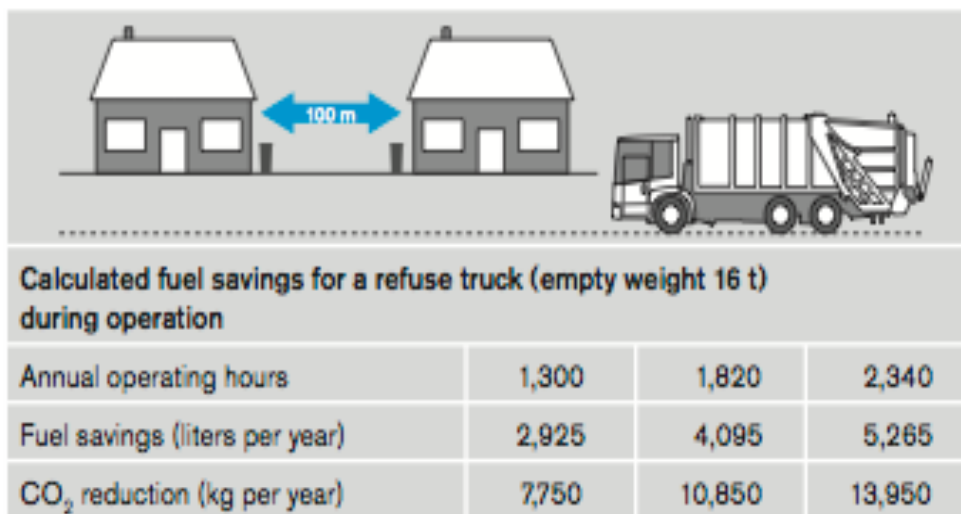 100 m
Calculated fuel savings for a refuse truck (empty weight 16 t)
during operation
Annual operating hours 1,300 1,820 2,340
Fuel savings (liters per year) 2,925 4,095 5,265
CO₂ reduction (kg per year) 7,750 10,850 13,950